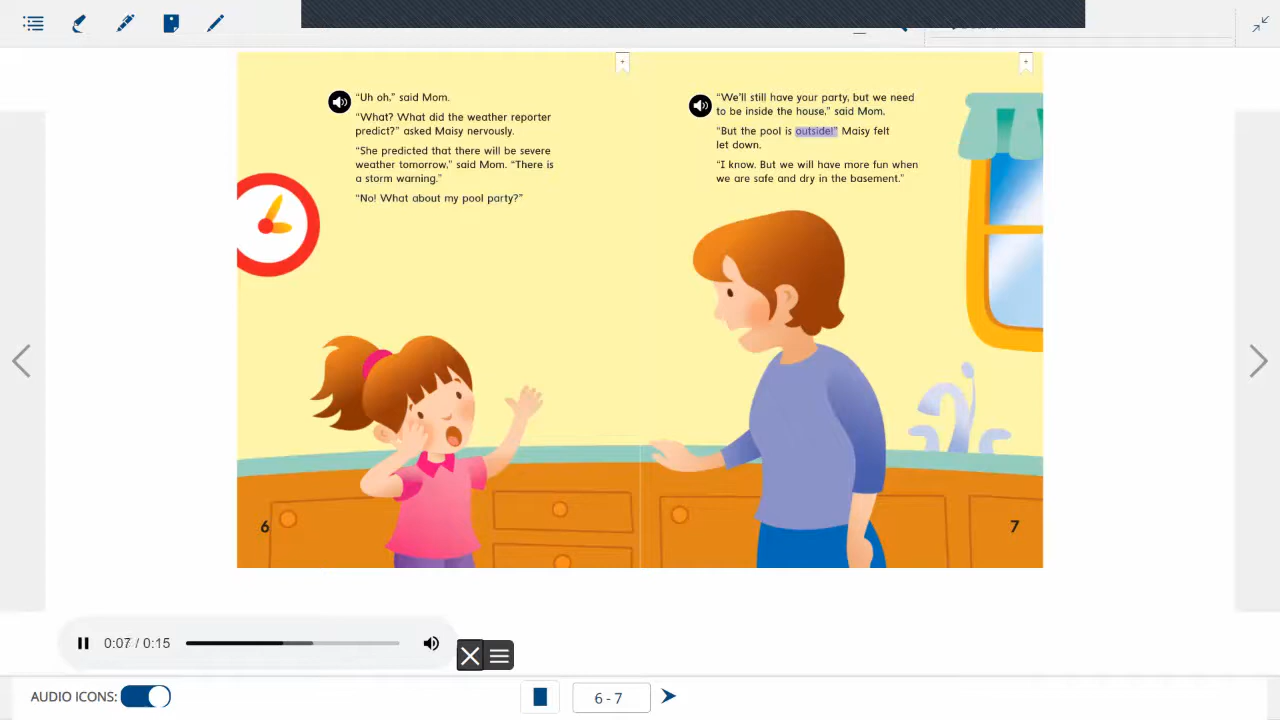 “Uh oh,” said Mom.
“What? What did the weather reporter
predict?” asked Maisy nervously.
“She predicted that there will be severe
weather tomorrow,” said Mom. “There is
a storm warning.”
“No! What about my pool party?”
“We’ll still have your party, but we need
to be inside the house,” said Mom.
“But the pool is outside!” Maisy felt
let down.
“I know. But we will have more fun when
we are safe and dry in the basement.”
6
7
0:07 / 0:15
AUDIO ICONS:
6 - 7